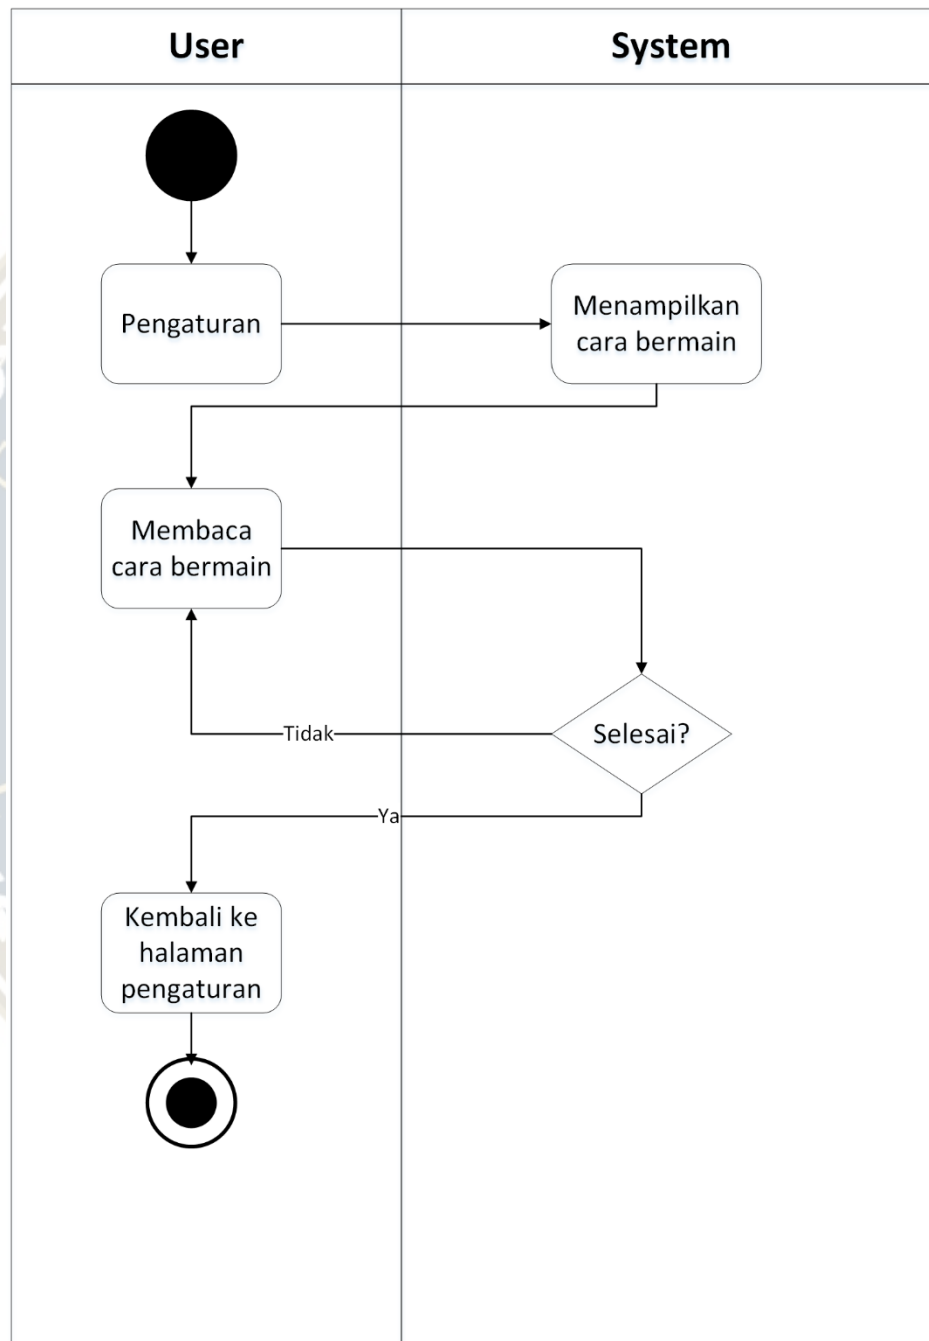 User
System
Pengaturan
Menampilkan
cara bermain
Membaca
cara bermain
Selesai?
Tidak
Ya
Kembali ke
halaman
pengaturan